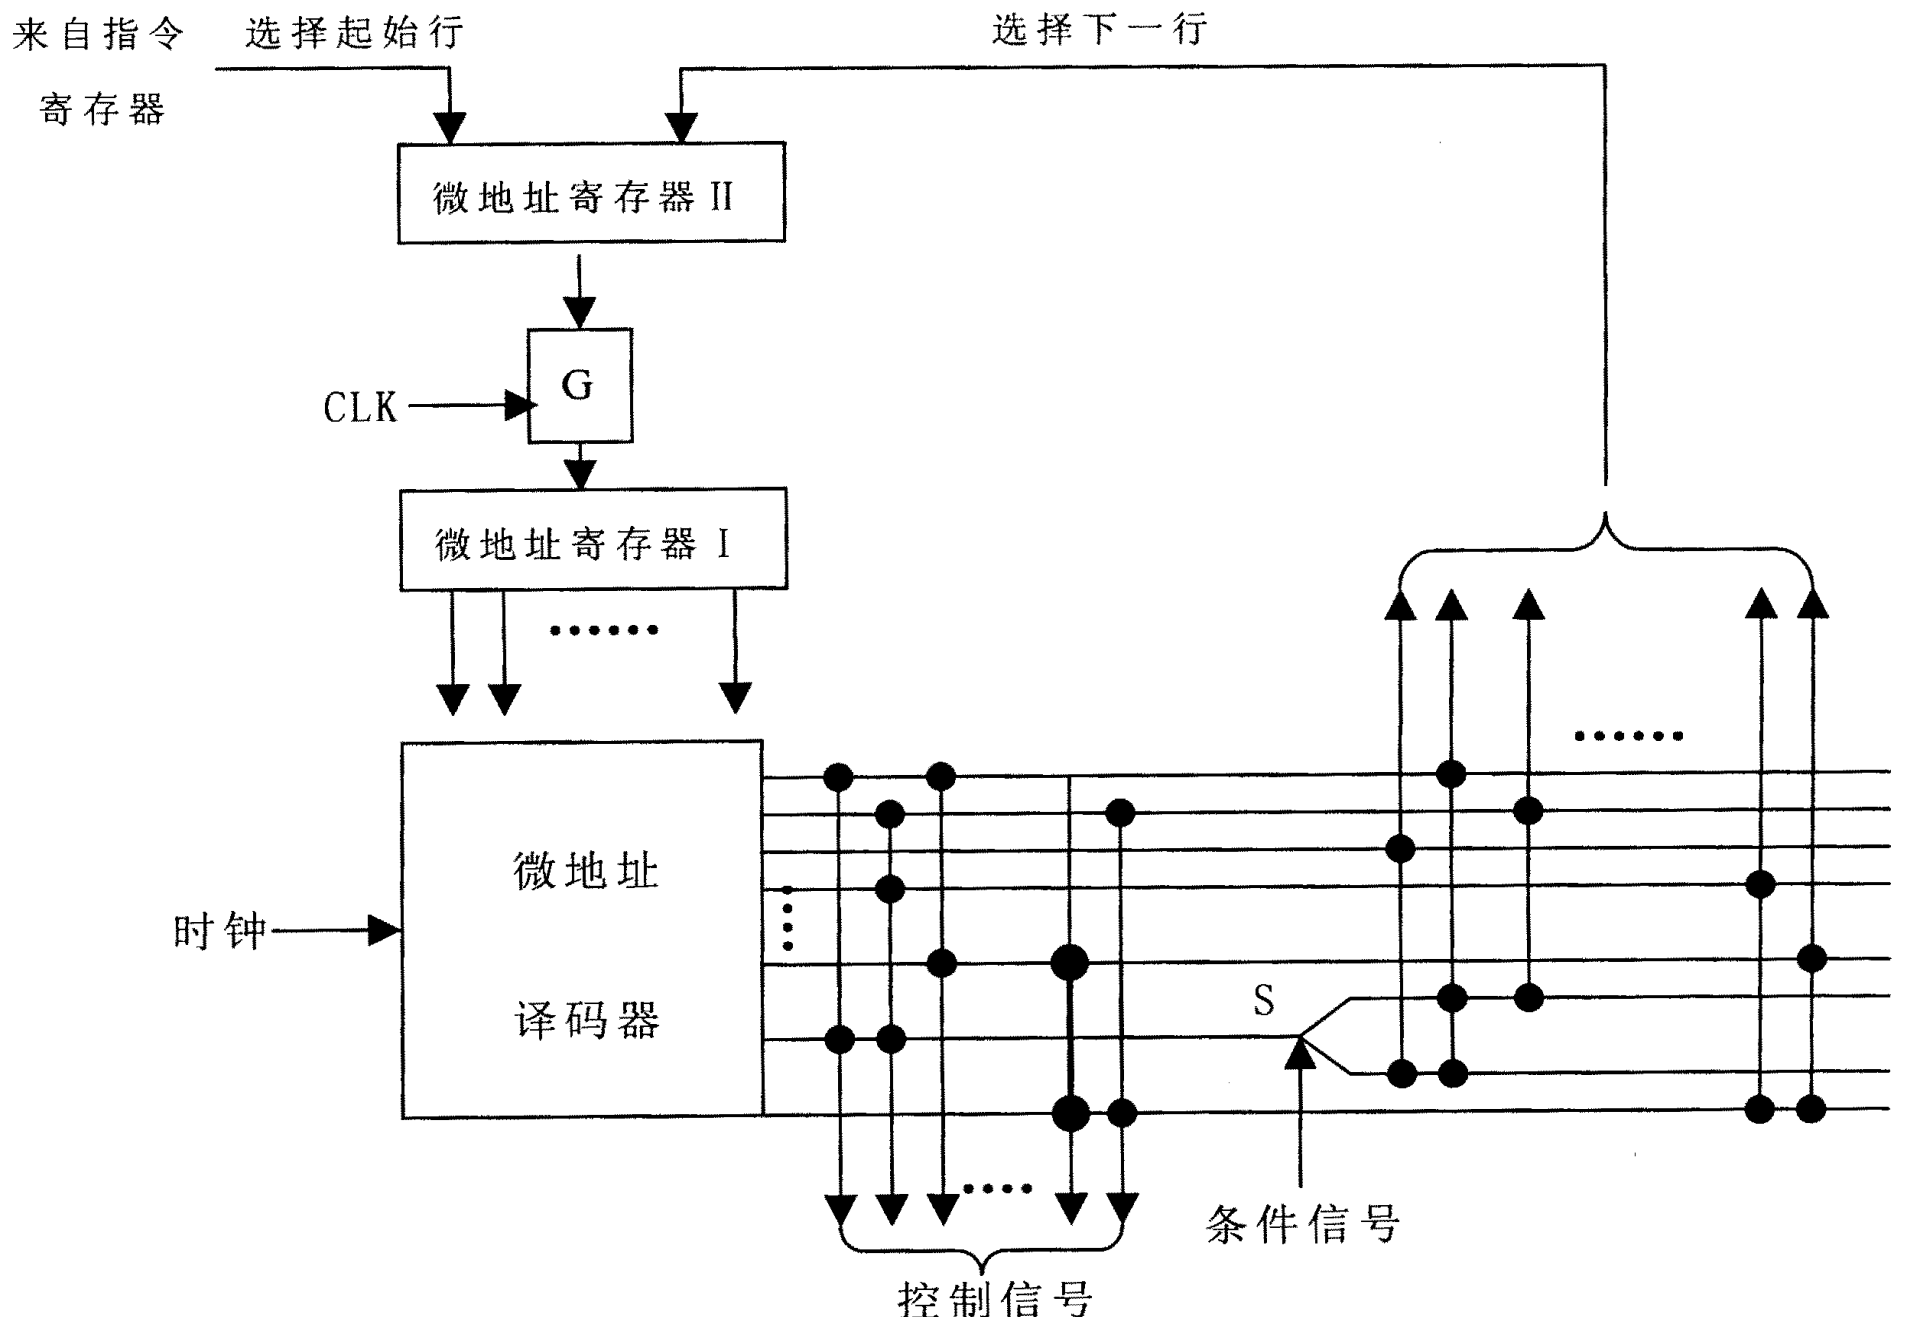 来自指令
寄存器
选择起始行
选择下一行
微地址寄存器 II
G
CLK
微地址寄存器 I
时钟
微地址
译码器
S
条件信号
控制信号